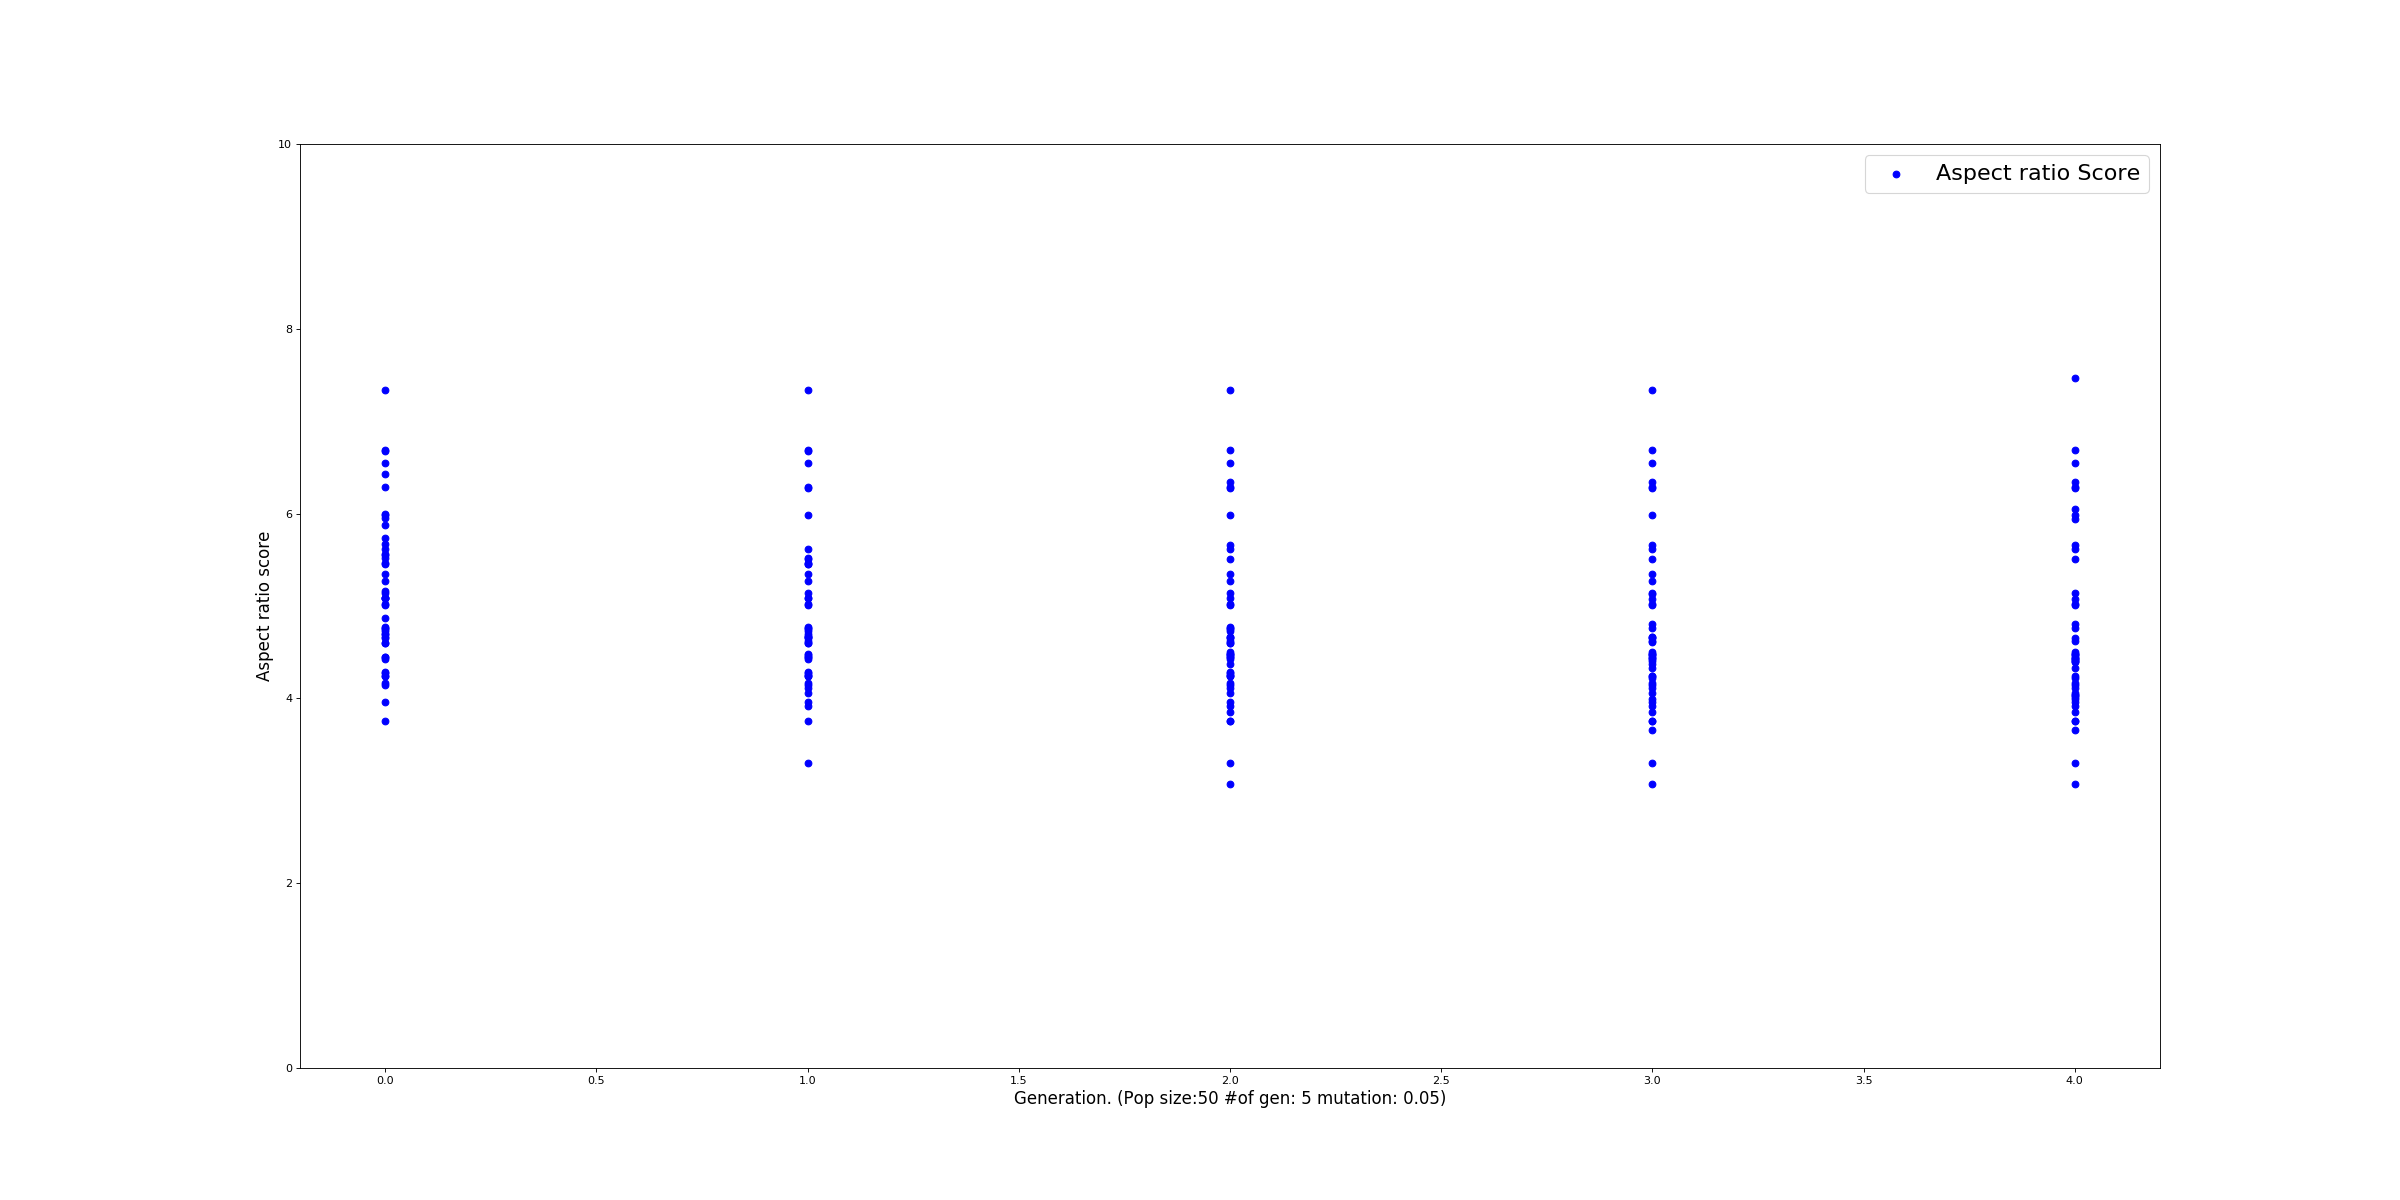 10
8
6
4
2
0
Aspect ratio score
Aspect ratio Score
0.0 0.5 1.0 1.5 2.0 2.5 3.0 3.5 4.0
Generation. (Pop size:50 #of gen: 5 mutation: 0.05)